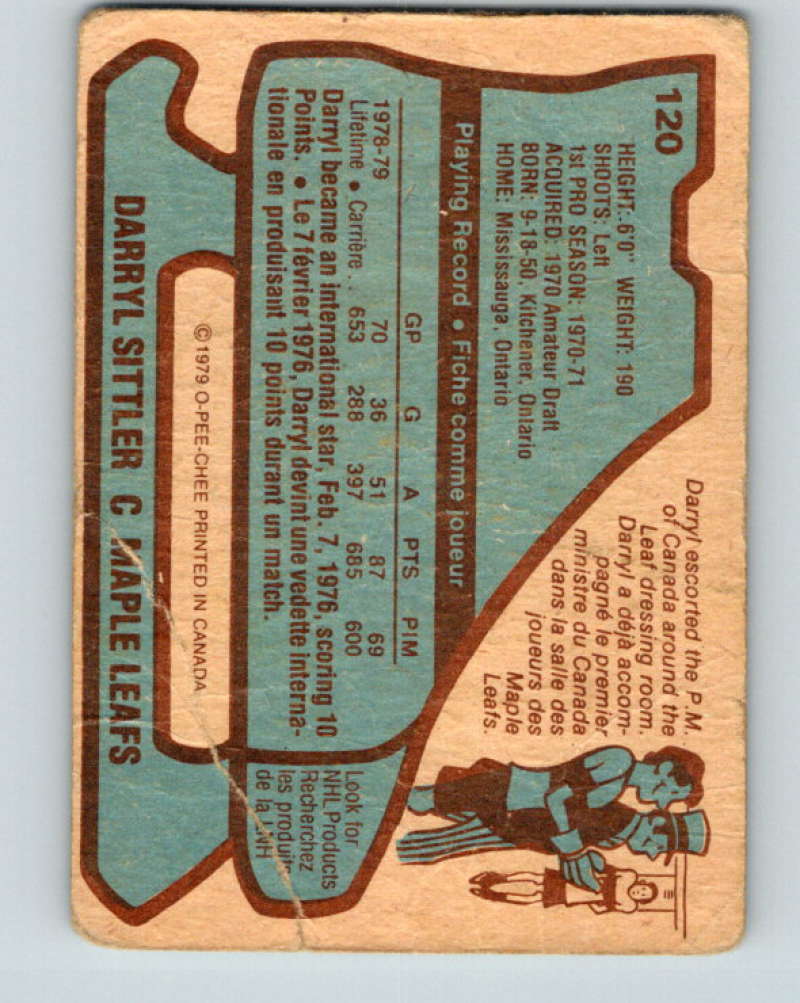 120
HEIGHT: 6'0" WEIGHT: 190
SHOOTS: Left
1st PRO SEASON: 1970-71
ACQUIRED: 1970 Amateur Draft
BORN: 9-18-50, Kitchener, Ontario
HOME: Mississauga, Ontario
Darryl escorted the P.M.
of Canada around the
Leaf dressing room.
Darryl a déjà accom-
pagné le premier
ministre du Canada
dans la salle des
joueurs des
Maple
Leafs.
Playing Record • Fiche comme joueur
GP G A PTS PIM
1978-79 70 36 51 87 69
Lifetime • Carrière .. 653 288 397 685 600
Darryl became an international star, Feb. 7, 1976, scoring 10
Points. • Le 7 février 1976, Darryl devint une vedette interna-
tionale en produisant 10 points durant un match.
Look for
NHL Products
Recherchez
les produits
de la LNH
© 1979 O-PEE-CHEE PRINTED IN CANADA
DARRYL SITTLER C MAPLE LEAFS